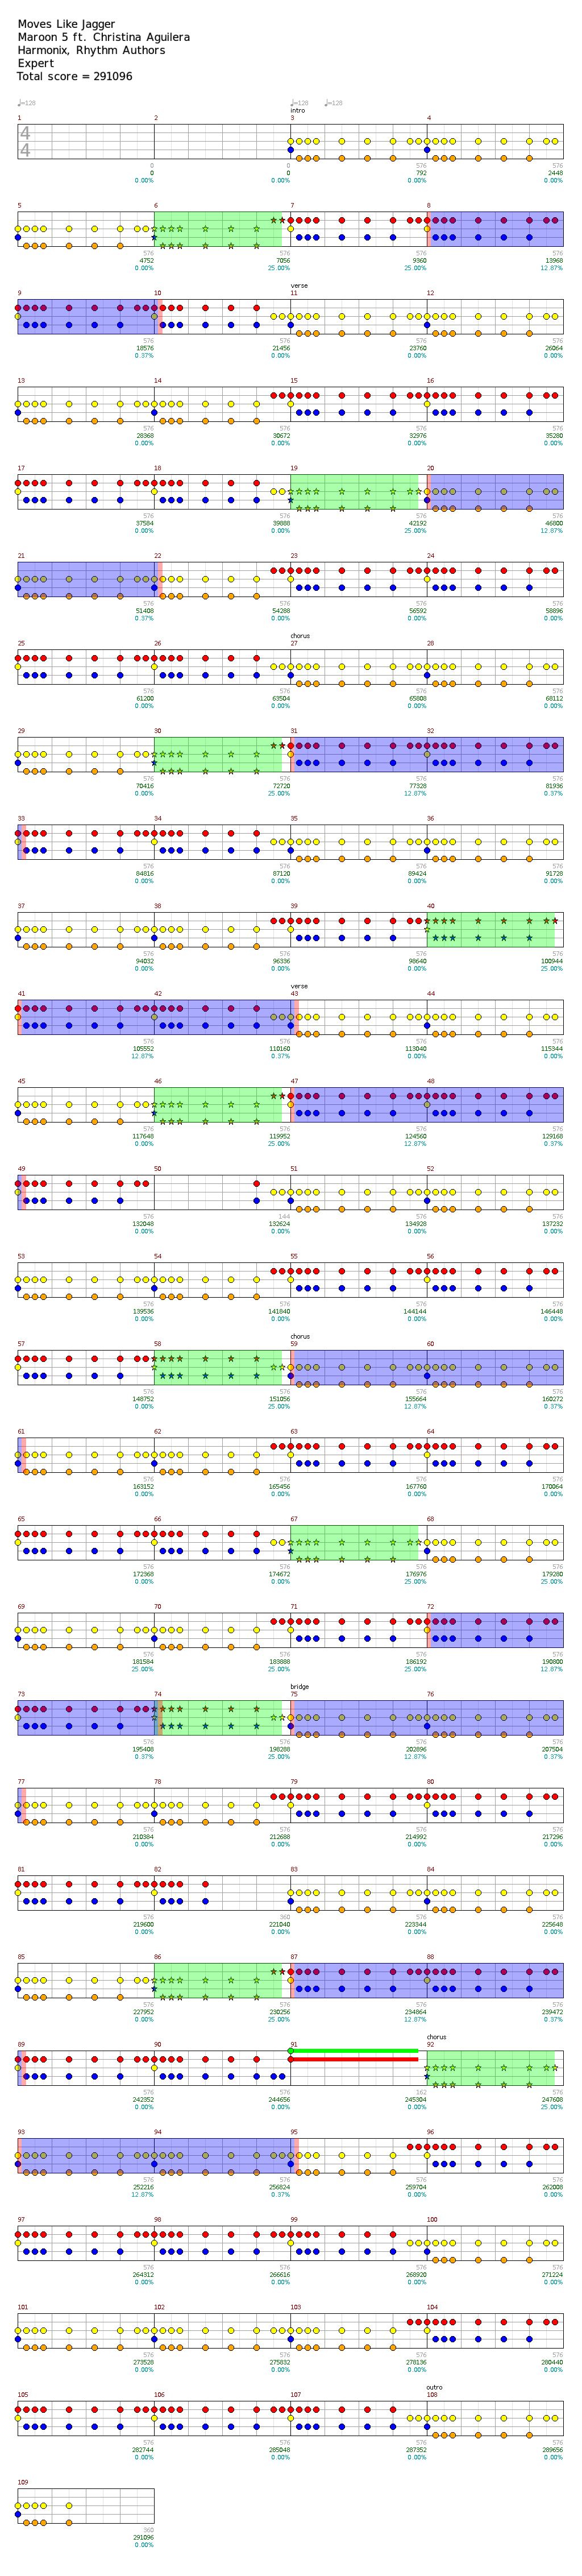 Moves Like Jagger
Maroon 5 ft. Christina Aguilera
Harmonix, Rhythm Authors
Expert
Total score = 291096
♩=128 ♩=128 ♩=128
intro
1 2 3 4
4
4
0 0 576
0 0 792 2448
0.00% 0.00% 0.00% 0.00%
5 6 7 8
576 576 576 576
4752 7056 9360 13968
0.00% 25.00% 25.00% 12.87%
verse
9 10 11 12
576 576 576 576
18576 21456 23760 26064
0.37% 0.00% 0.00% 0.00%
13 14 15 16
576 576 576 576
28368 30672 32976 35280
0.00% 0.00% 0.00% 0.00%
17 18 19 20
576 576 576 576
37584 39888 42192 46800
0.00% 0.00% 25.00% 12.87%
21 22 23 24
576 576 576 576
51408 54288 56592 58896
0.37% 0.00% 0.00% 0.00%
chorus
25 26 27 28
576 576 576 576
61200 63504 65808 68112
0.00% 0.00% 0.00% 0.00%
29 30 31 32
576 576 576 576
70416 72720 77328 81936
0.00% 25.00% 12.87% 0.37%
33 34 35 36
576 576 576 576
84816 87120 89424 91728
0.00% 0.00% 0.00% 0.00%
37 38 39 40
576 576 576 576
94032 96336 98640 100944
0.00% 0.00% 0.00% 25.00%
verse
41 42 43 44
576 576 576 576
105552 110160 113040 115344
12.87% 0.37% 0.00% 0.00%
45 46 47 48
576 576 576 576
117648 119952 124560 129168
0.00% 25.00% 12.87% 0.37%
49 50 51 52
576 144 576 576
132048 132624 134928 137232
0.00% 0.00% 0.00% 0.00%
53 54 55 56
576 576 576 576
139536 141840 144144 146448
0.00% 0.00% 0.00% 0.00%
chorus
57 58 59 60
576 576 576 576
148752 151056 155664 160272
0.00% 25.00% 12.87% 0.37%
61 62 63 64
576 576 576 576
163152 165456 167760 170064
0.00% 0.00% 0.00% 0.00%
65 66 67 68
576 576 576 576
172368 174672 176976 179280
0.00% 0.00% 25.00% 25.00%
69 70 71 72
576 576 576 576
181584 183888 186192 190800
25.00% 25.00% 25.00% 12.87%
bridge
73 74 75 76
576 576 576 576
195408 198288 202896 207504
0.37% 25.00% 12.87% 0.37%
77 78 79 80
576 576 576 576
210384 212688 214992 217296
0.00% 0.00% 0.00% 0.00%
81 82 83 84
576 360 576 576
219600 221040 223344 225648
0.00% 0.00% 0.00% 0.00%
85 86 87 88
576 576 576 576
227952 230256 234864 239472
0.00% 25.00% 12.87% 0.37%
chorus
89 90 91 92
576 576 162 576
242352 244656 245304 247608
0.00% 0.00% 0.00% 25.00%
93 94 95 96
576 576 576 576
252216 256824 259704 262008
12.87% 0.37% 0.00% 0.00%
97 98 99 100
576 576 576 576
264312 266616 268920 271224
0.00% 0.00% 0.00% 0.00%
101 102 103 104
576 576 576 576
273528 275832 278136 280440
0.00% 0.00% 0.00% 0.00%
outro
105 106 107 108
576 576 576 576
282744 285048 287352 289656
0.00% 0.00% 0.00% 0.00%
109
360
291096
0.00%